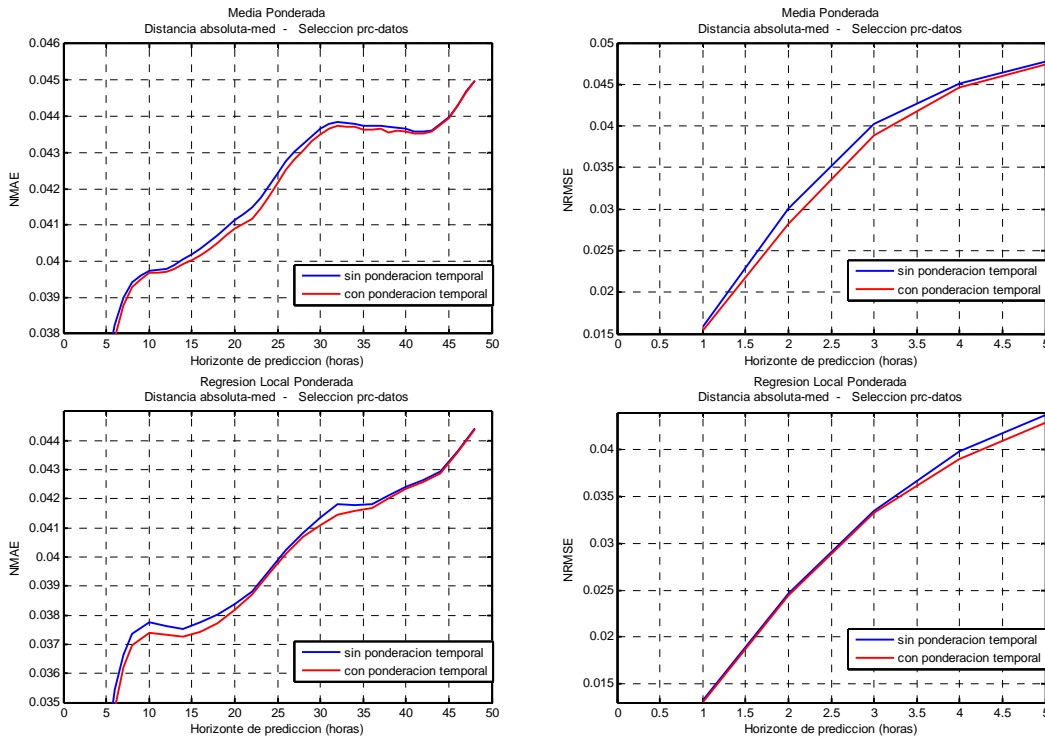 Media Ponderada
Distancia absoluta-med - Seleccion prc-datos
0.046
0.045
0.044
0.043
0.042
0.041
0.04
0.039
0.038
NMAE
sin ponderacion temporal
con ponderacion temporal
0 5 10 15 20 25 30 35 40 45 50
Horizonte de prediccion (horas)
Media Ponderada
Distancia absoluta-med - Seleccion prc-datos
0.05
0.045
0.04
0.035
0.03
0.025
0.02
0.015
NRMSE
sin ponderacion temporal
con ponderacion temporal
0 0.5 1 1.5 2 2.5 3 3.5 4 4.5 5
Horizonte de prediccion (horas)
Regresion Local Ponderada
Distancia absoluta-med - Seleccion prc-datos
0.044
0.043
0.042
0.041
0.04
0.039
0.038
0.037
0.036
0.035
NMAE
sin ponderacion temporal
con ponderacion temporal
0 5 10 15 20 25 30 35 40 45 50
Horizonte de prediccion (horas)
Regresion Local Ponderada
Distancia absoluta-med - Seleccion prc-datos
0.04
0.035
0.03
0.025
0.02
0.015
NRMSE
sin ponderacion temporal
con ponderacion temporal
0 0.5 1 1.5 2 2.5 3 3.5 4 4.5 5
Horizonte de prediccion (horas)